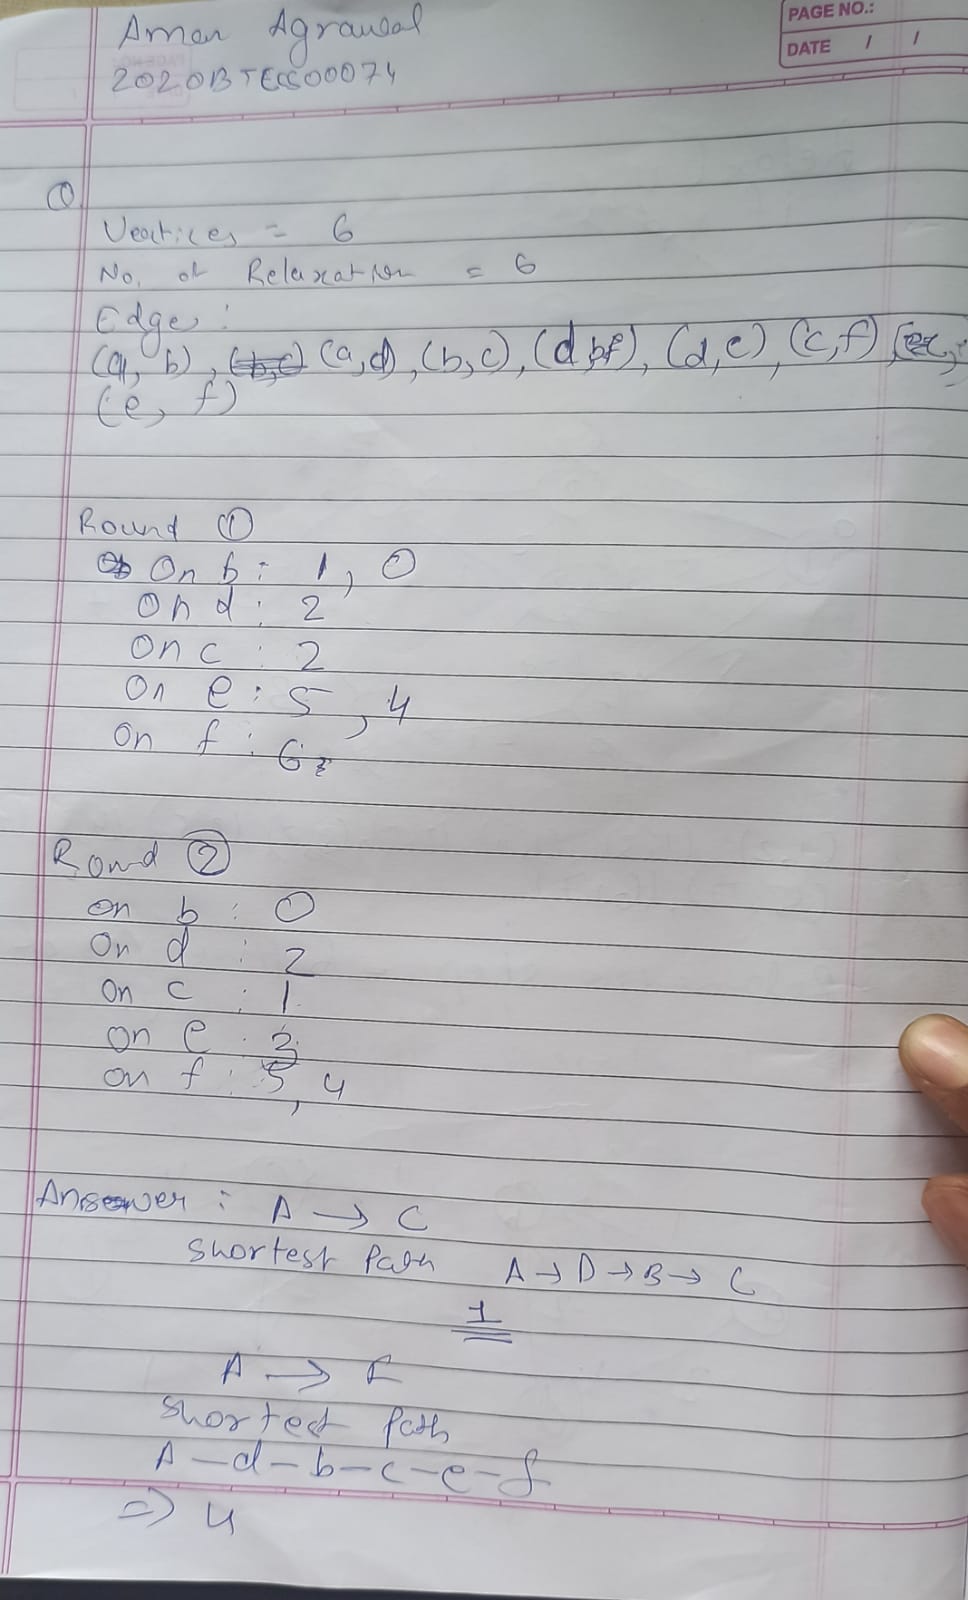 Aman Agrawal
PAGE NO.:
DATE / /
2020BTECS00074
Q
Vertices = 6
No. of Relaxation = 6
Edge :
(a, b), (b,c) (a,d), (b,c), (d,b), (d,e), (c,f)
(e, f)
Round ①
On b : 1, 0
On d : 2
On c : 2
On e : 5, 4
On f : 6
Round ②
on b : 0
On d : 2
On c : 1
On e : 3
on f : 5, 4
Answer : A → C
shortest Path A → D → B → C
1
A → F
shortest path
A - d - b - c - e - f
⇒ 4